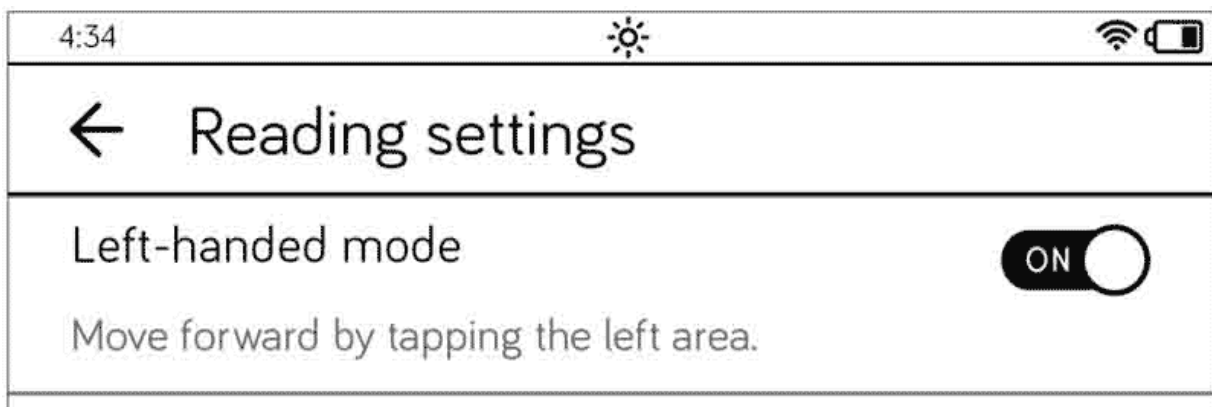 4:34
Reading settings
Left-handed mode
ON
Move forward by tapping the left area.